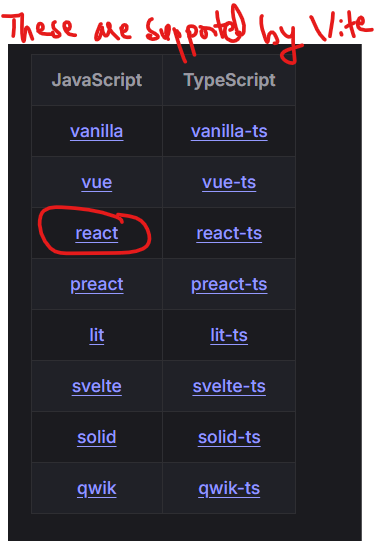 These are supported by Vite
JavaScript TypeScript
vanilla vanilla-ts
vue vue-ts
react react-ts
preact preact-ts
lit lit-ts
svelte svelte-ts
solid solid-ts
qwik qwik-ts